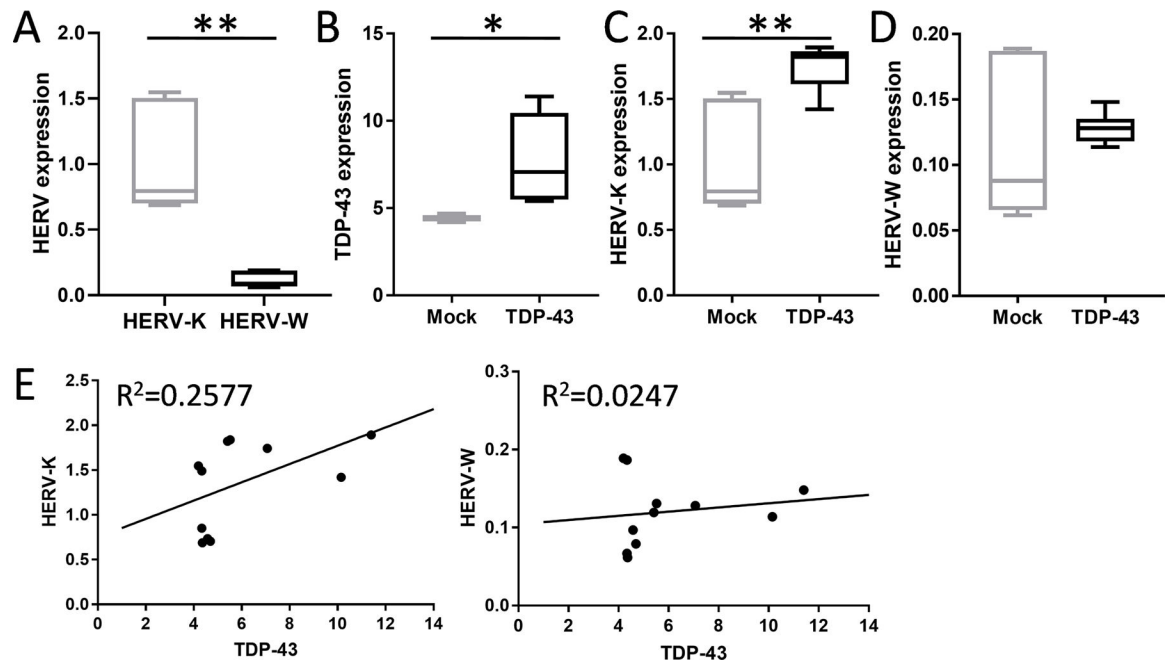 A
**
HERV expression
2.0
1.5
1.0
0.5
0.0
HERV-K HERV-W
B
*
TDP-43 expression
15
10
5
0
Mock TDP-43
C
**
HERV-K expression
2.0
1.5
1.0
0.5
0.0
Mock TDP-43
D
HERV-W expression
0.20
0.15
0.10
0.05
0.00
Mock TDP-43
E
R²=0.2577
HERV-K
2.5
2.0
1.5
1.0
0.5
0.0
0 2 4 6 8 10 12 14
TDP-43
R²=0.0247
HERV-W
0.3
0.2
0.1
0.0
0 2 4 6 8 10 12 14
TDP-43